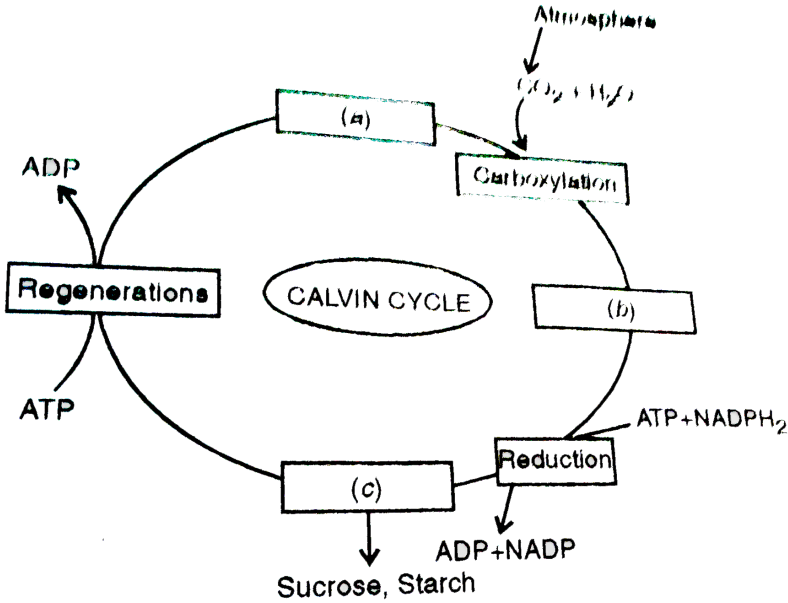 Atmosphere
CO₂ + H₂O
(a)
Carboxylation
ADP
Regenerations
CALVIN CYCLE
(b)
ATP
ATP+NADPH₂
Reduction
(c)
ADP+NADP
Sucrose, Starch